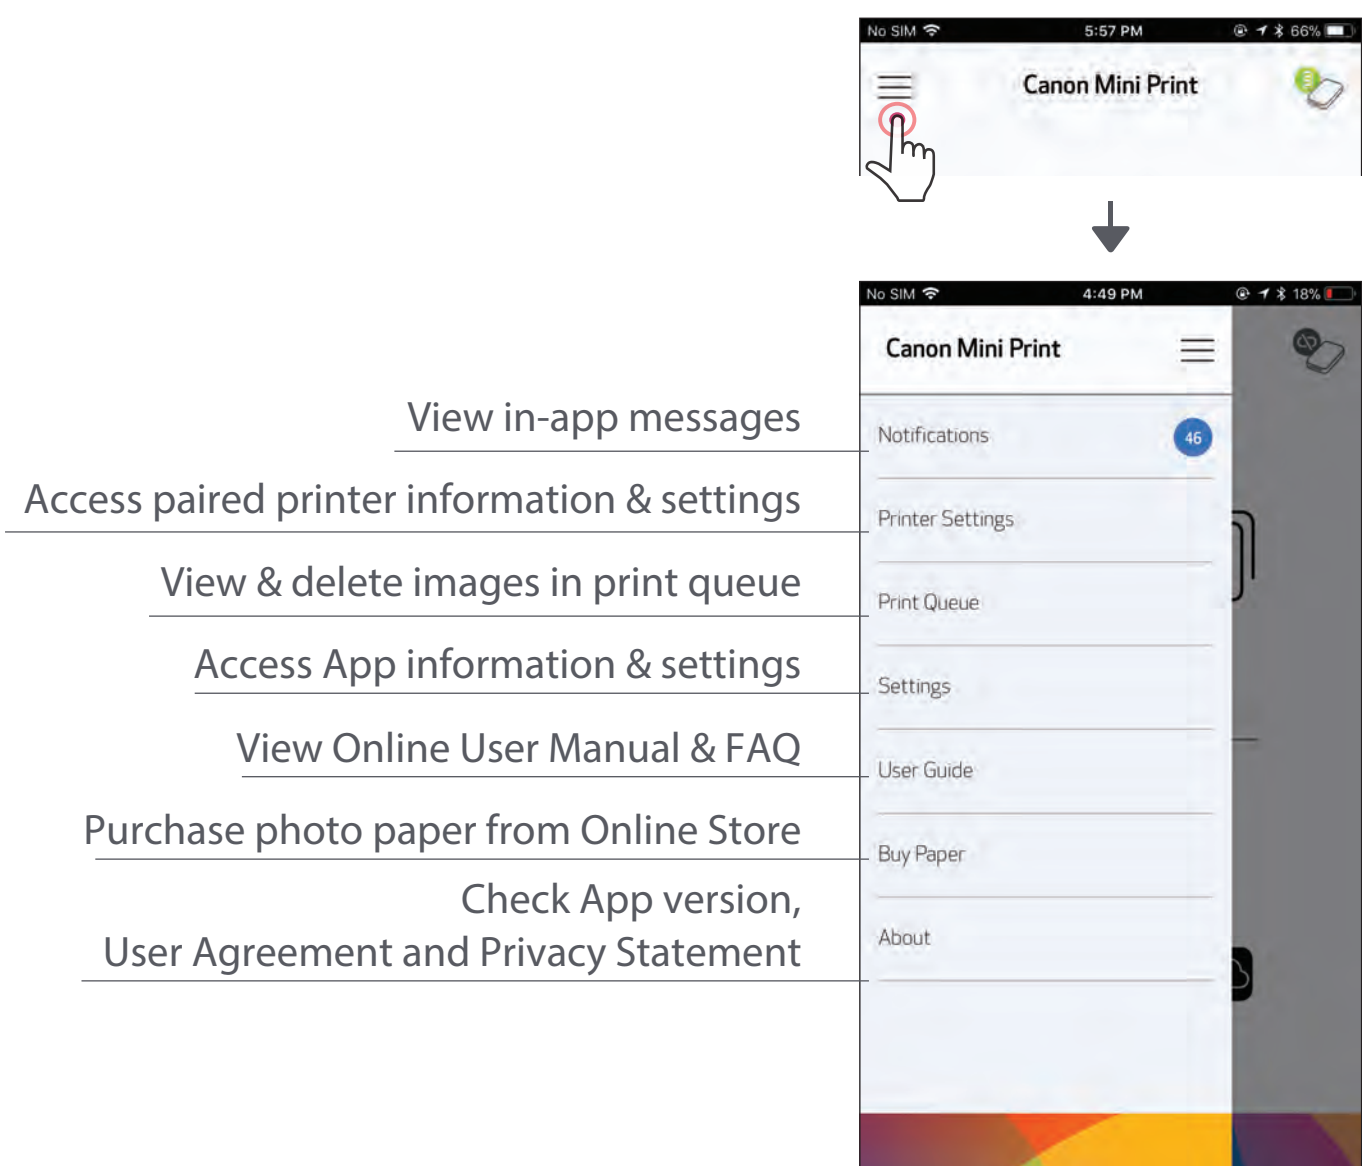 No SIM 5:57 PM 66%
Canon Mini Print
No SIM 4:49 PM 18%
Canon Mini Print
View in-app messages
Notifications 46
Access paired printer information & settings
Printer Settings
View & delete images in print queue
Print Queue
Access App information & settings
Settings
View Online User Manual & FAQ
User Guide
Purchase photo paper from Online Store
Buy Paper
Check App version,
User Agreement and Privacy Statement
About